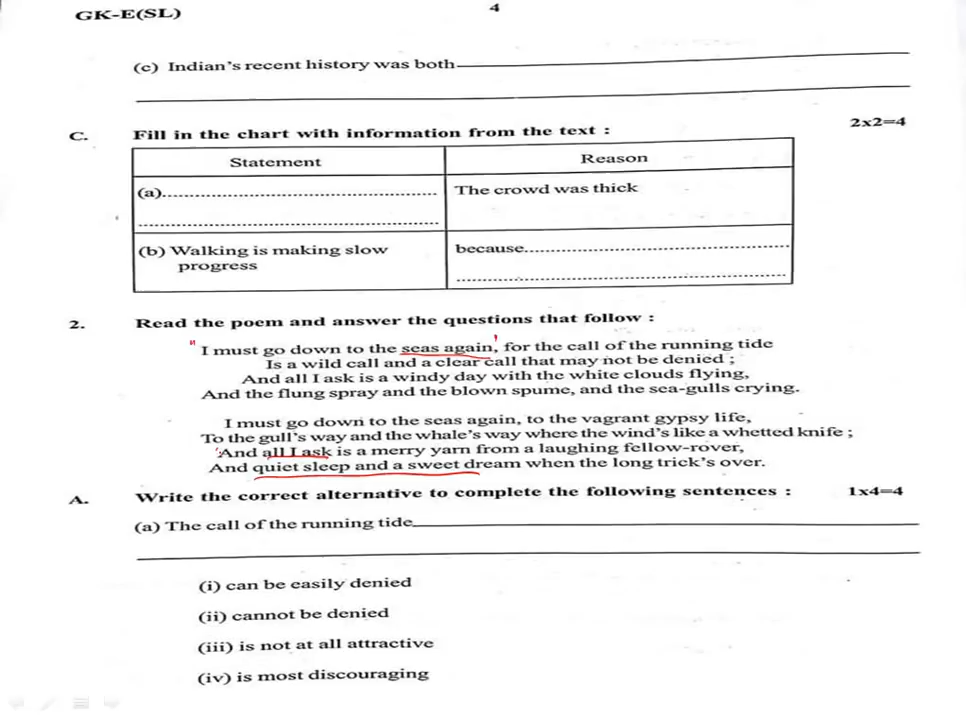 GK-E(SL)
4
(c) Indian's recent history was both
C. Fill in the chart with information from the text : 2x2=4
Statement Reason
(a)........................ The crowd was thick
........................
(b) Walking is making slow because........................
progress ........................
2. Read the poem and answer the questions that follow :
"I must go down to the seas again,' for the call of the running tide
Is a wild call and a clear call that may not be denied ;
And all I ask is a windy day with the white clouds flying,
And the flung spray and the blown spume, and the sea-gulls crying.
I must go down to the seas again, to the vagrant gypsy life,
To the gull's way and the whale's way where the wind's like a whetted knife ;
'And all I ask is a merry yarn from a laughing fellow-rover,
And quiet sleep and a sweet dream when the long trick's over.
A. Write the correct alternative to complete the following sentences : 1x4=4
(a) The call of the running tide
(i) can be easily denied
(ii) cannot be denied
(iii) is not at all attractive
(iv) is most discouraging